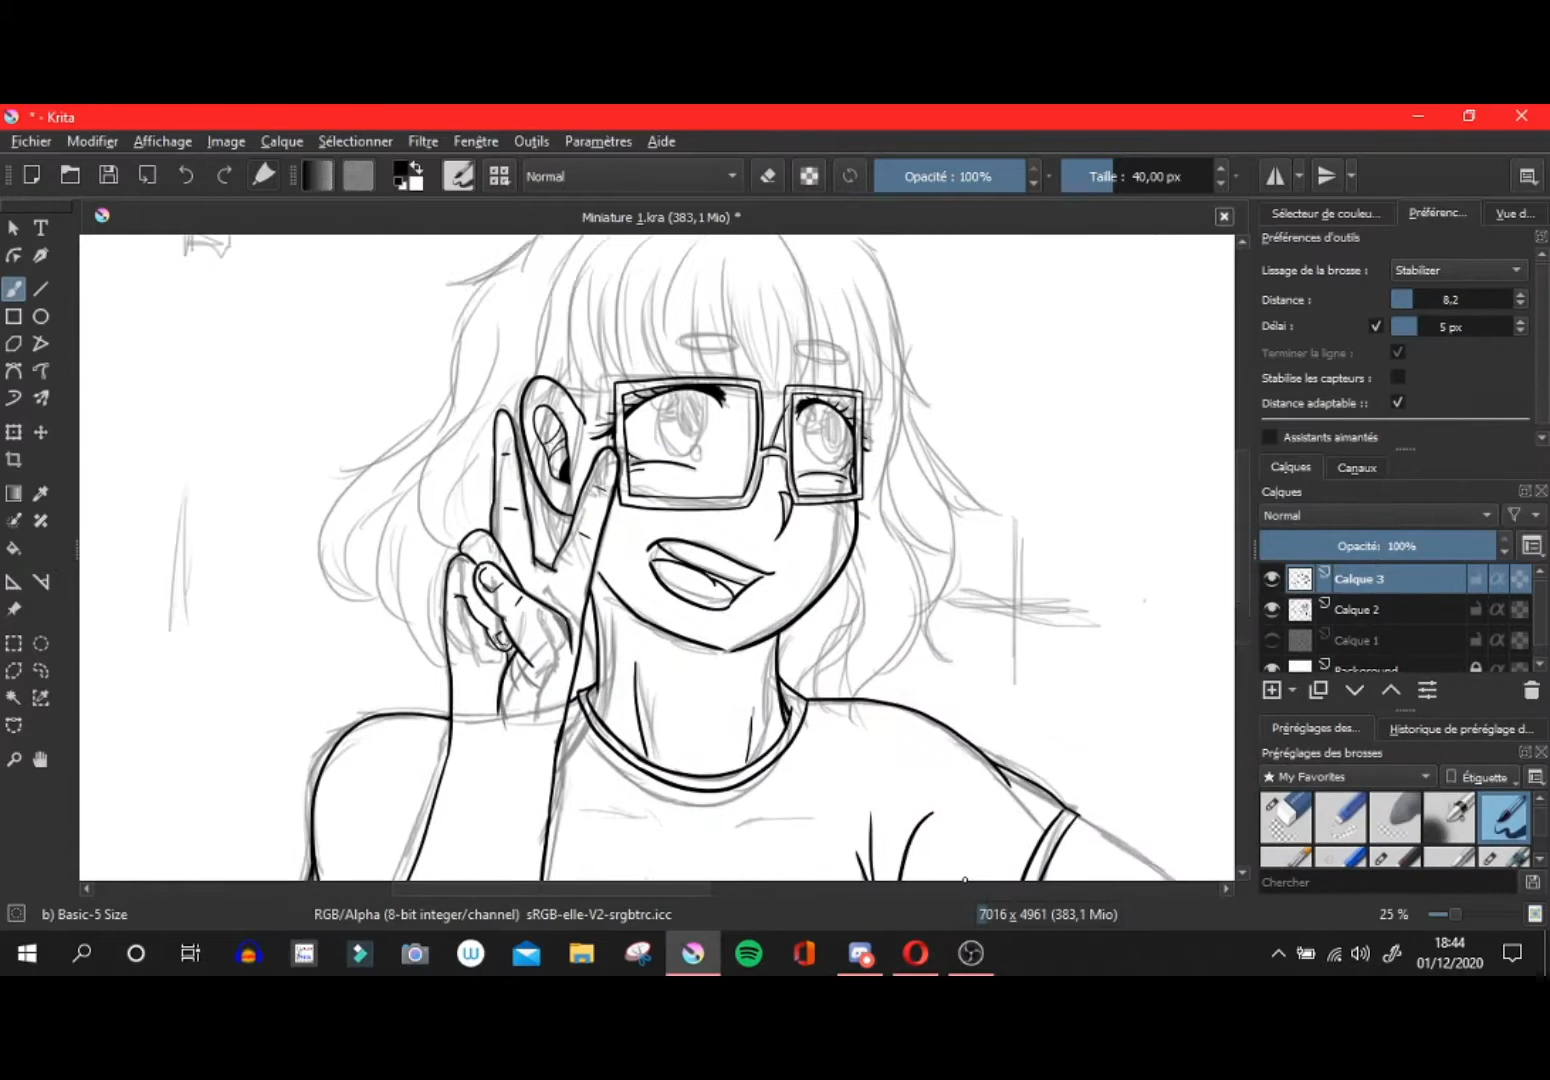 * - Krita
Fichier Modifier Affichage Image Calque Sélectionner Filtre Fenêtre Outils Paramètres Aide
Normal Opacité : 100% Taille : 40,00 px
Miniature 1.kra (383,1 Mio) *
Sélecteur de couleu... Préférenc... Vue d...
Préférences d'outils
Lissage de la brosse : Stabilizer
Distance : 8,2
Délai : 5 px
Terminer la ligne :
Stabilise les capteurs :
Distance adaptable ::
Assistants aimantés
Calques Canaux
Calques
Normal
Opacité: 100%
Calque 3
Calque 2
Calque 1
Background
Préréglages des... Historique de préréglage d...
Préréglages des brosses
★ My Favorites Étiquette
Chercher
b) Basic-5 Size RGB/Alpha (8-bit integer/channel) sRGB-elle-V2-srgbtrc.icc 7016 x 4961 (383,1 Mio) 25 %
18:44
01/12/2020